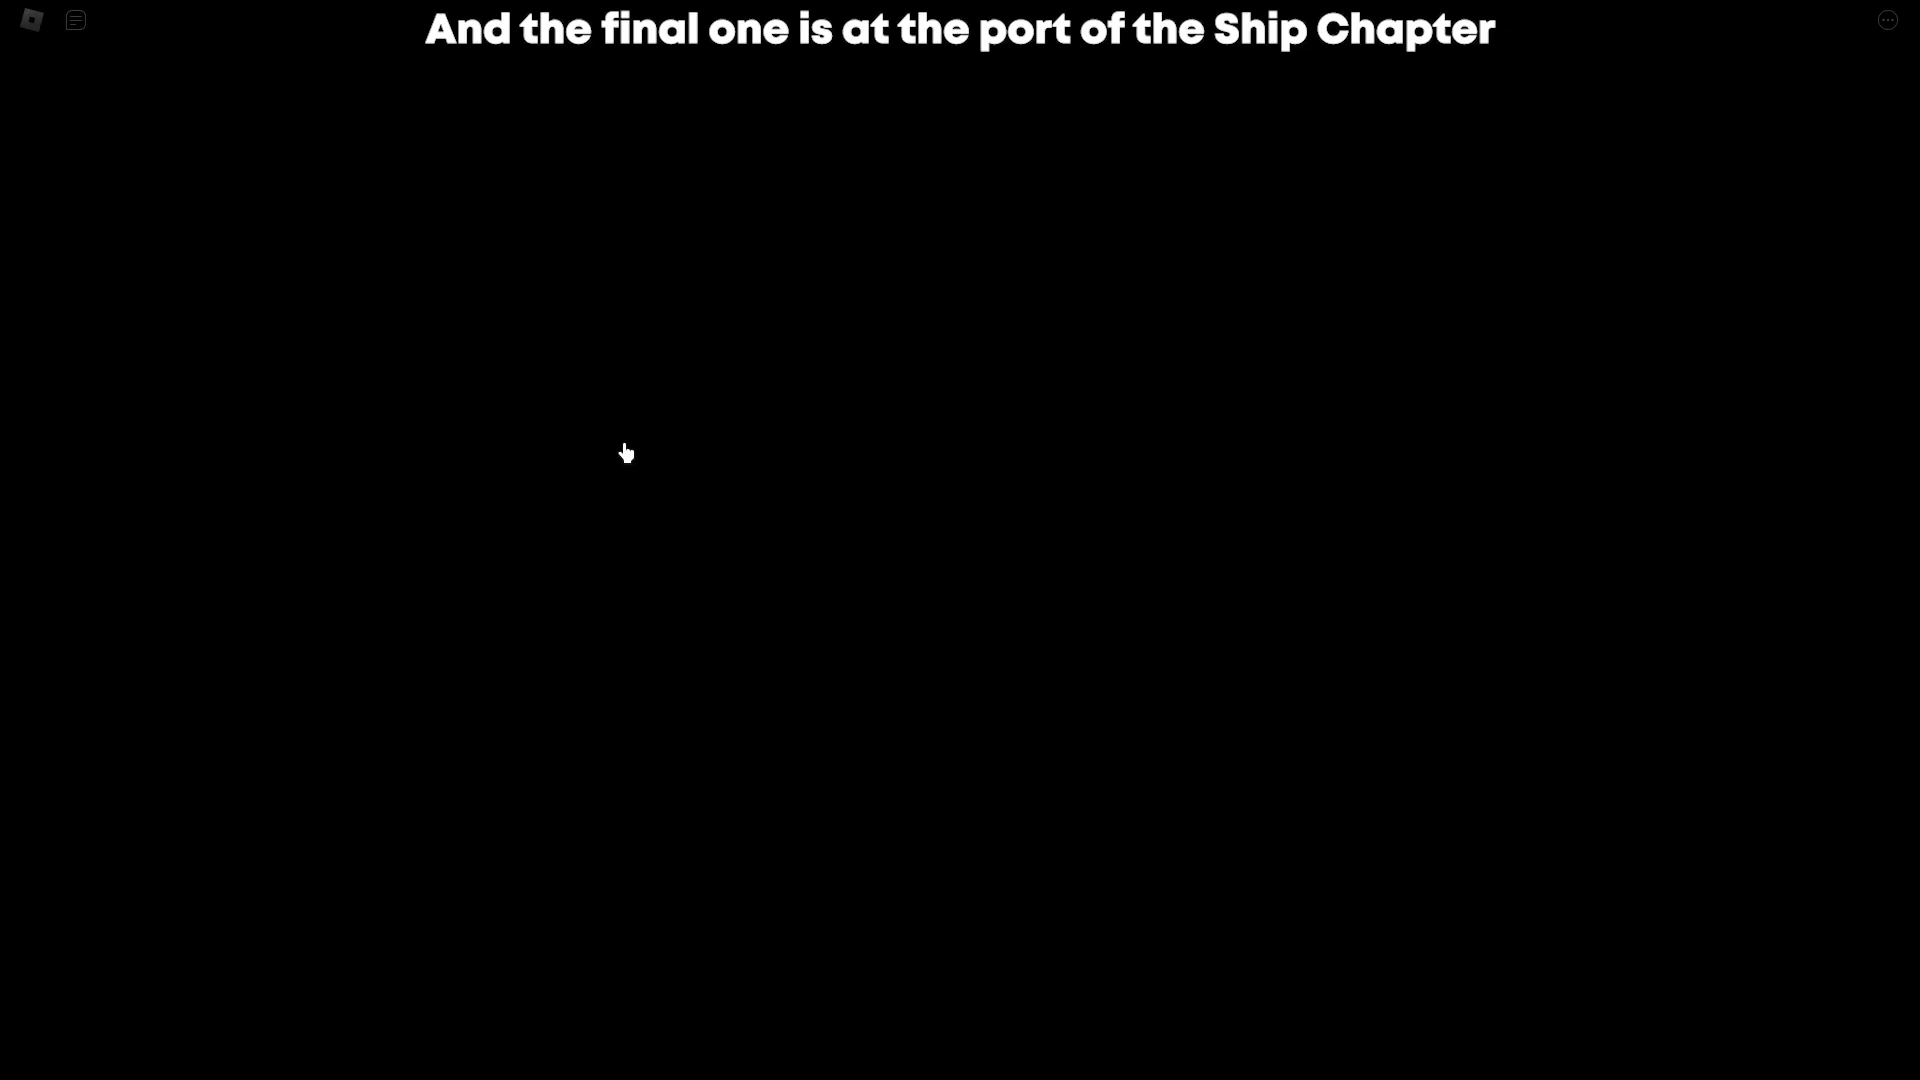 And the final one is at the port of the Ship Chapter